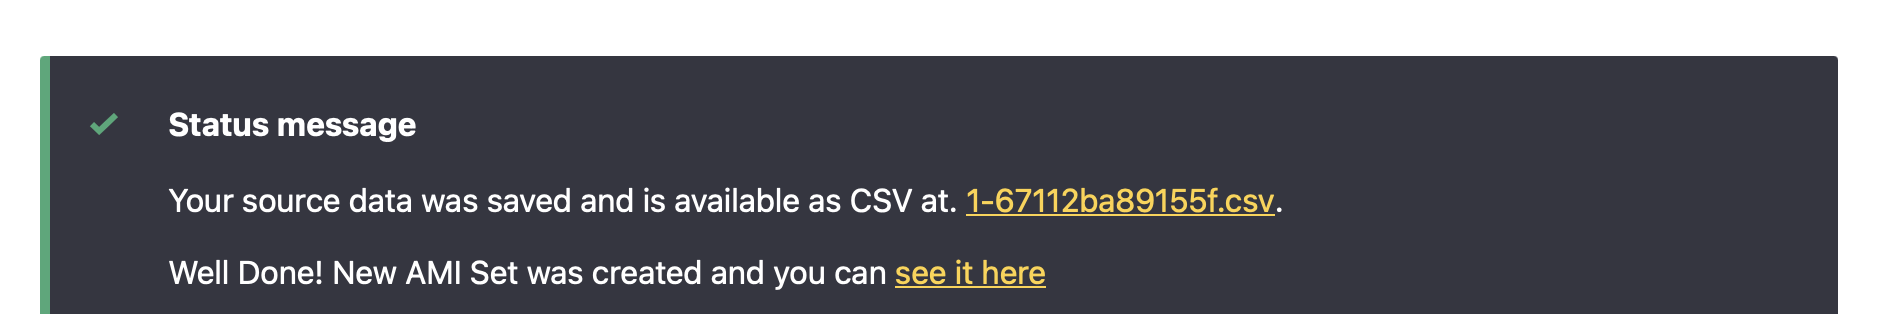 Status message
Your source data was saved and is available as CSV at. 1-67112ba89155f.csv.
Well Done! New AMI Set was created and you can see it here